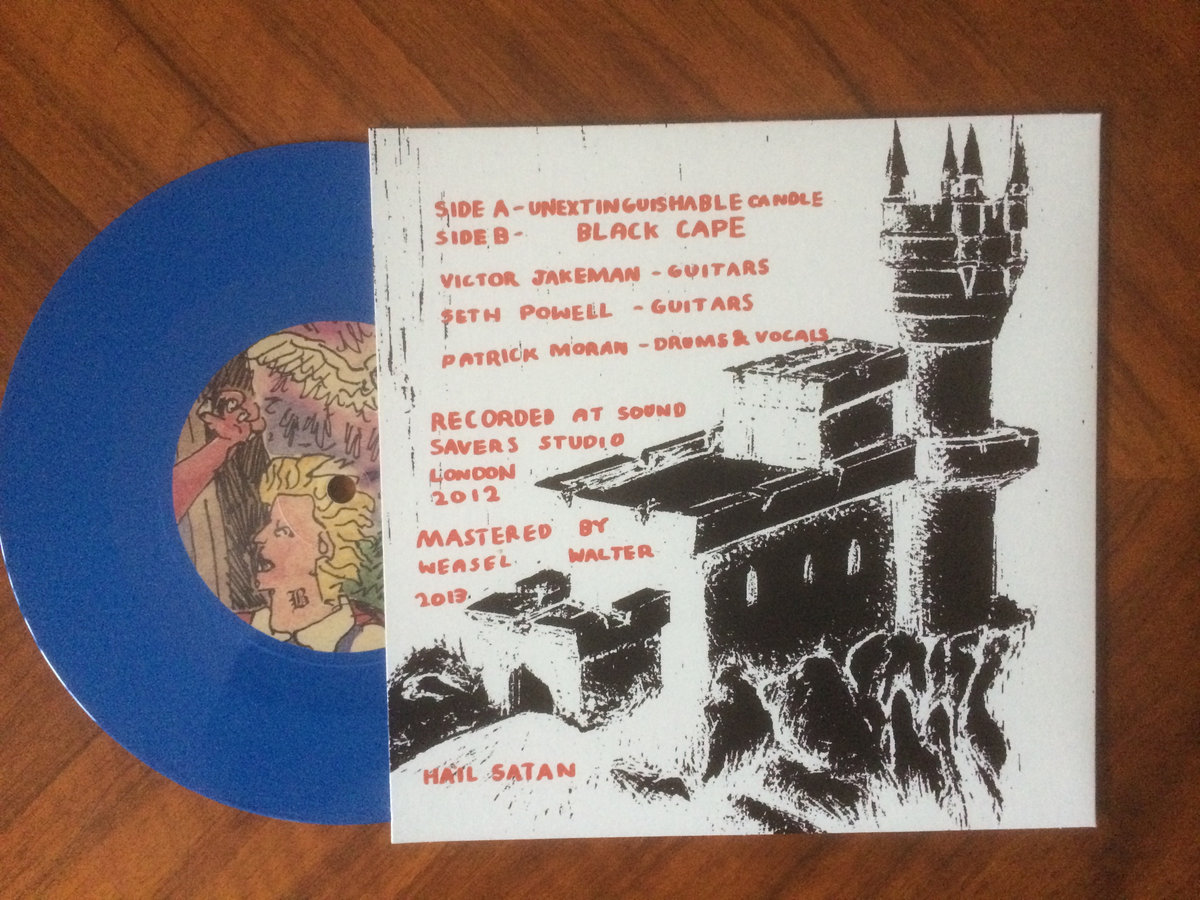 SIDE A - UNEXTINGUISHABLE CANDLE
SIDE B - BLACK CAPE
VICTOR JAKEMAN - GUITARS
SETH POWELL - GUITARS
PATRICK MORAN - DRUMS & VOCALS
RECORDED AT SOUND
SAVERS STUDIO
LONDON
2012
MASTERED BY
WEASEL WALTER
2013
HAIL SATAN
B